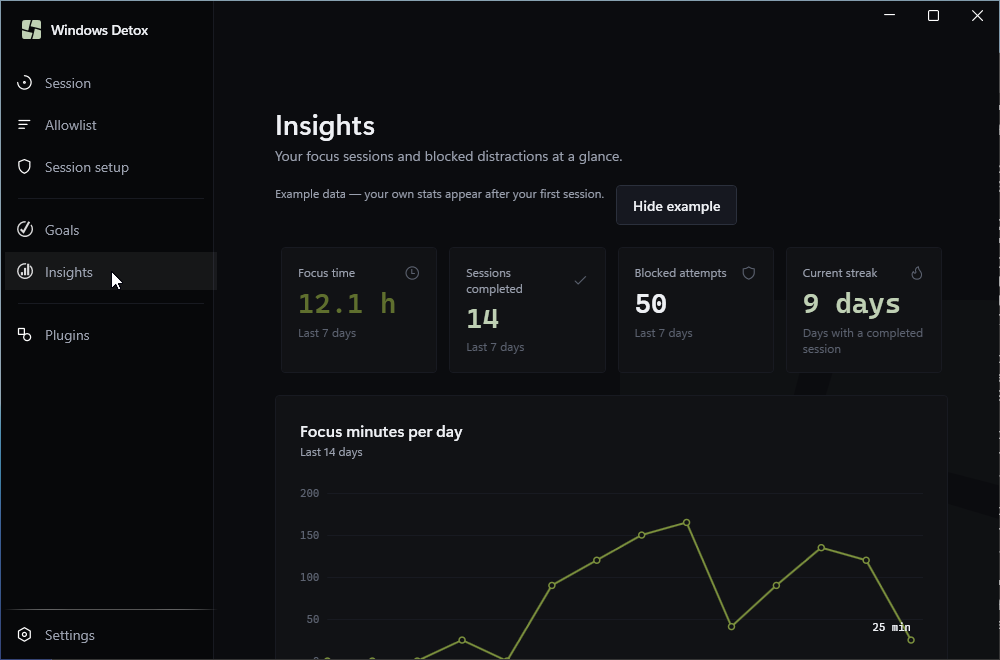 Windows Detox
Session
Allowlist
Session setup
Goals
Insights
Plugins
Settings
Insights
Your focus sessions and blocked distractions at a glance.
Example data — your own stats appear after your first session.
Hide example
Focus time
12.1 h
Last 7 days
Sessions
completed
14
Last 7 days
Blocked attempts
50
Last 7 days
Current streak
9 days
Days with a completed
session
Focus minutes per day
Last 14 days
200
150
100
50
0
25 min